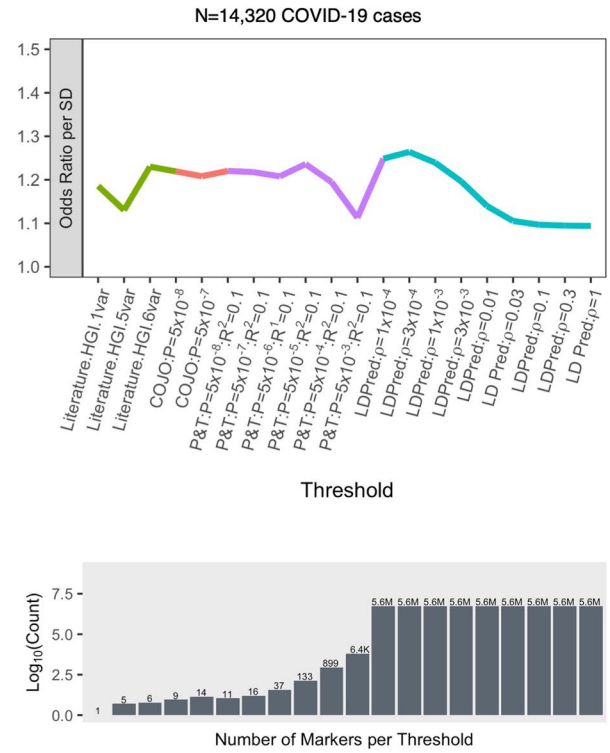 N=14,320 COVID-19 cases
Odds Ratio per SD
1.5
1.4
1.3
1.2
1.1
1.0
Literature.HGI.1var
Literature.HGI.5var
Literature.HGI.6var
COJO:P=5x10⁻⁸
COJO:P=5x10⁻⁷
P&T:P=5x10⁻⁸:R²=0.1
P&T:P=5x10⁻⁷:R²=0.1
P&T:P=5x10⁻⁶:R¹=0.1
P&T:P=5x10⁻⁵:R²=0.1
P&T:P=5x10⁻⁴:R²=0.1
P&T:P=5x10⁻³:R²=0.1
LDPred:ρ=1x10⁻⁴
LDPred:ρ=3x10⁻⁴
LDPred:ρ=1x10⁻³
LDPred:ρ=3x10⁻³
LDPred:ρ=0.01
LD Pred:ρ=0.03
LDPred:ρ=0.1
LDPred:ρ=0.3
LD Pred:ρ=1
Threshold
Log₁₀(Count)
7.5
5.0
2.5
0.0
1 5 6 9 14 11 16 37 133 899 6.4K 5.6M 5.6M 5.6M 5.6M 5.6M 5.6M 5.6M 5.6M 5.6M
Number of Markers per Threshold